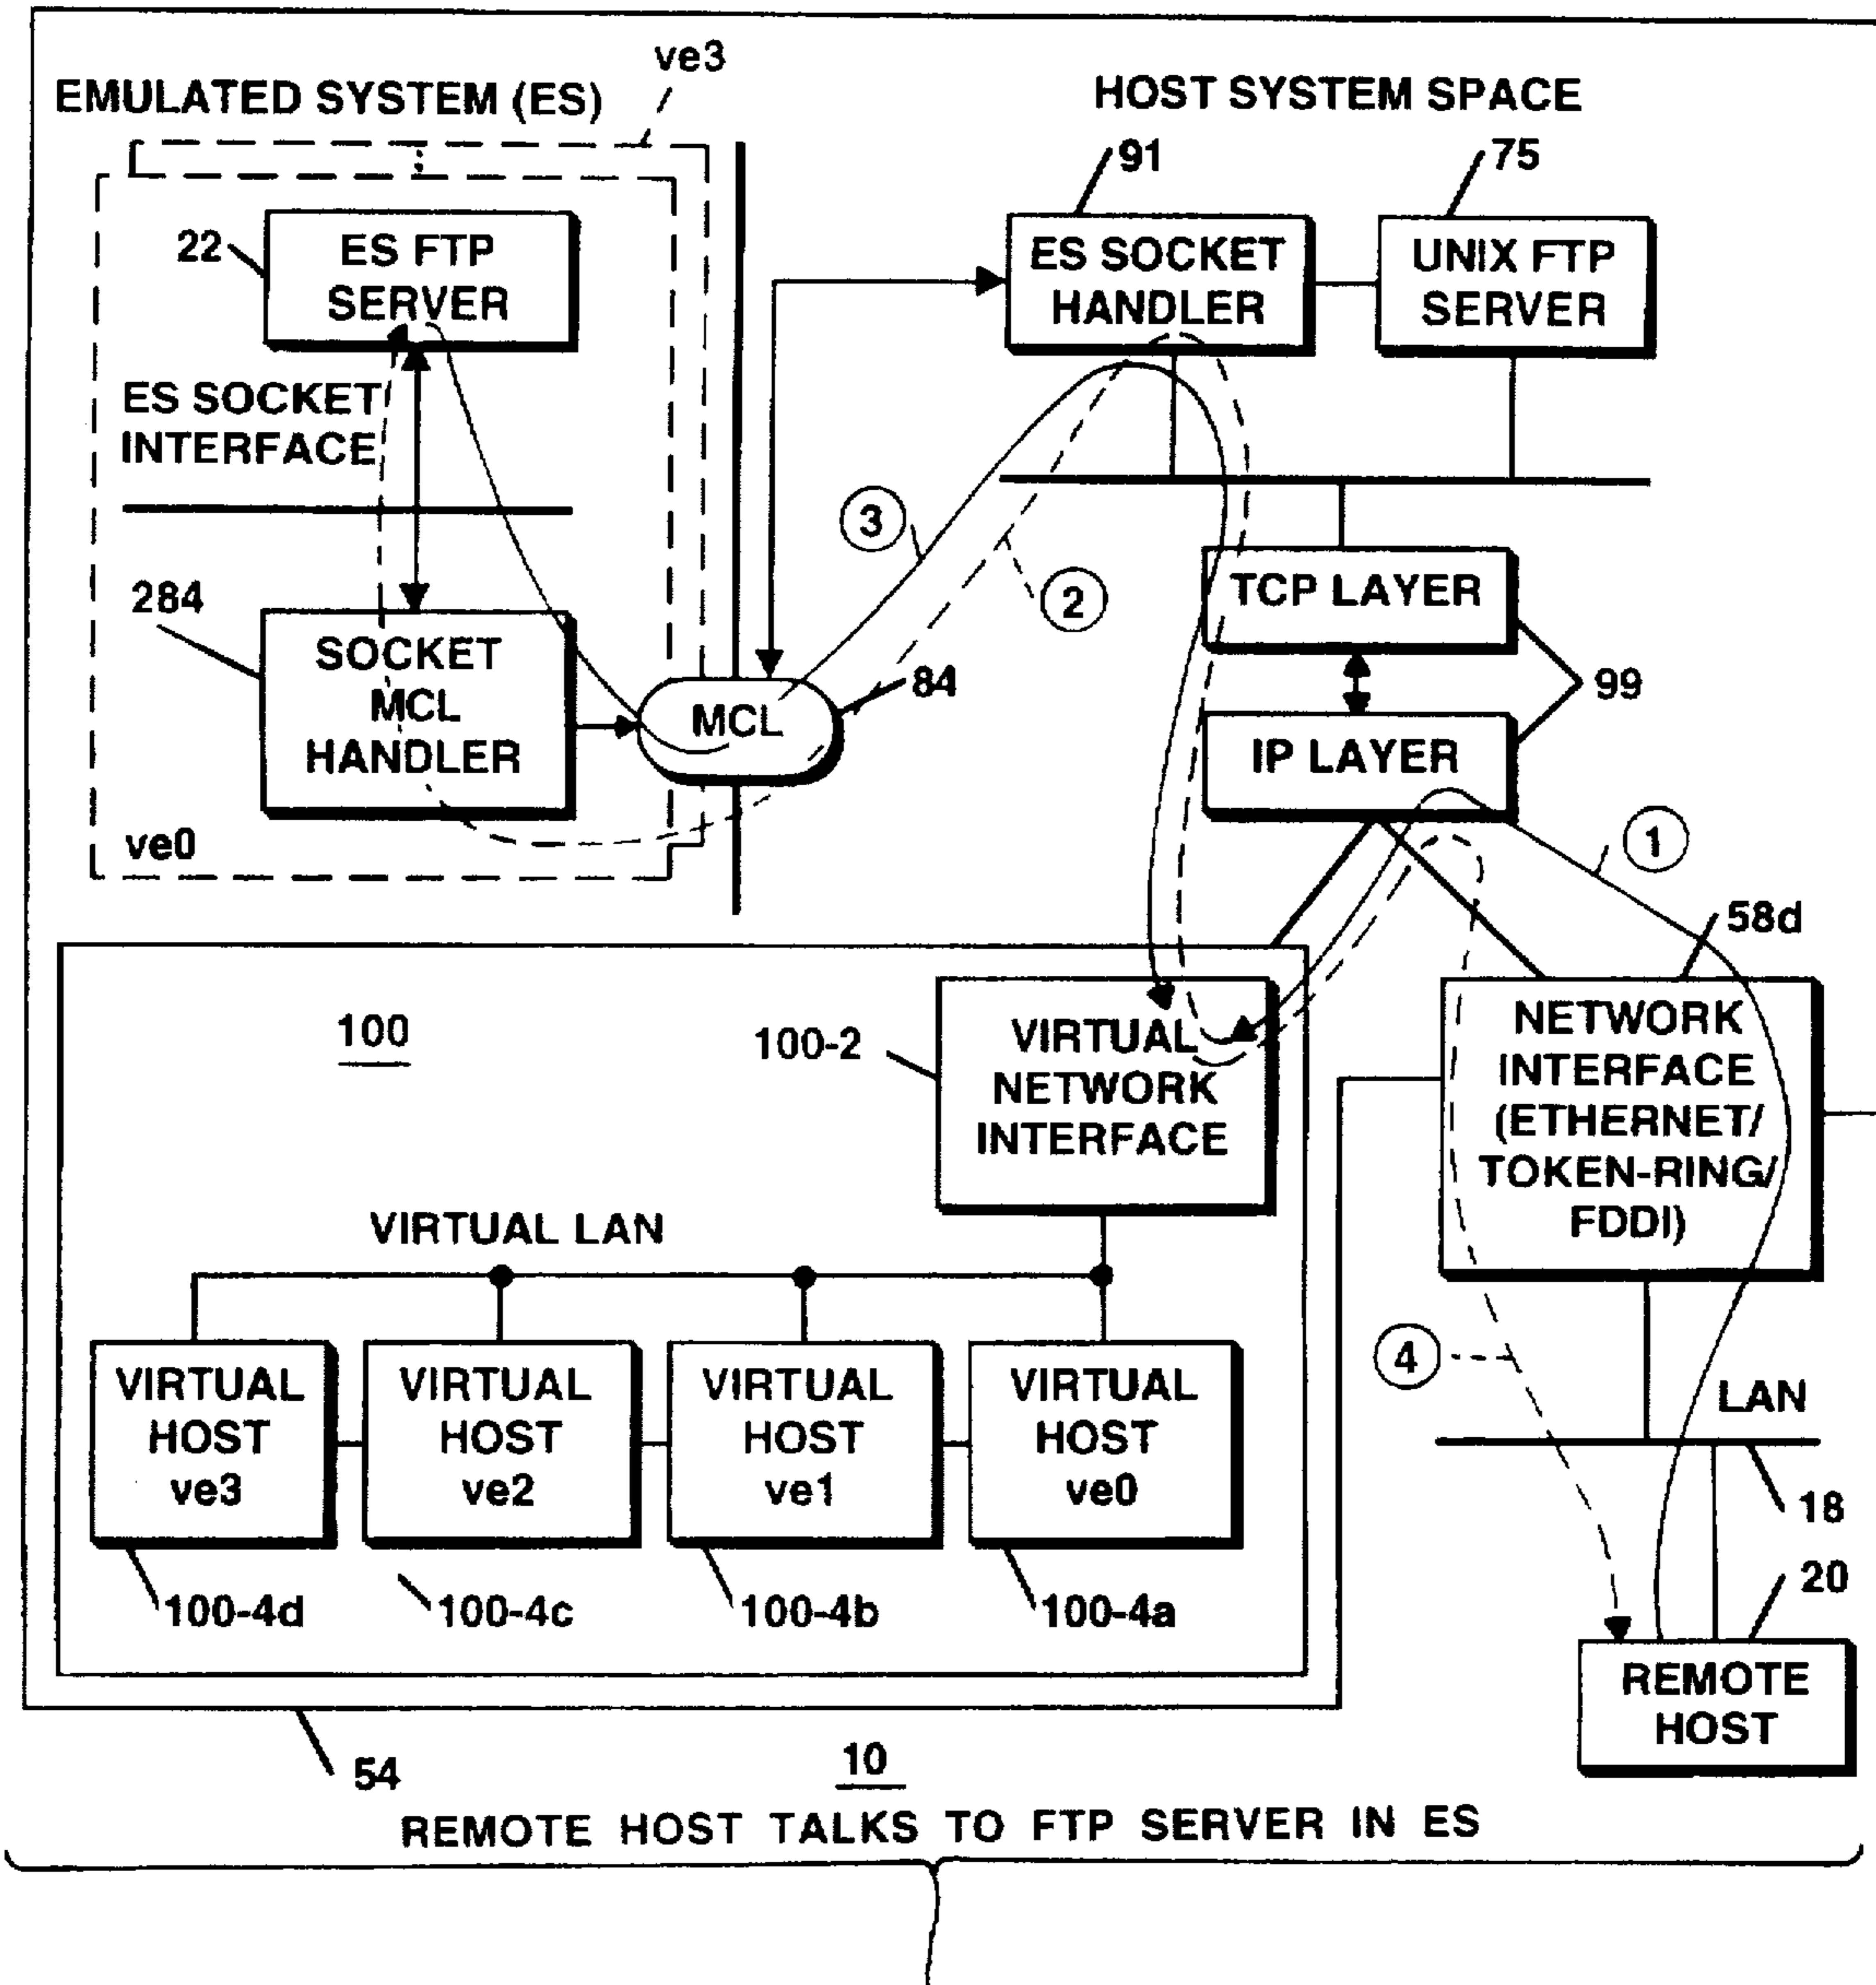 ve3
EMULATED SYSTEM (ES)
HOST SYSTEM SPACE
91
75
22
ES FTP
SERVER
ES SOCKET
HANDLER
UNIX FTP
SERVER
ES SOCKET
INTERFACE
3
2
284
SOCKET
MCL
HANDLER
MCL
84
TCP LAYER
99
IP LAYER
ve0
1
58d
100
100-2
VIRTUAL
NETWORK
INTERFACE
NETWORK
INTERFACE
(ETHERNET/
TOKEN-RING/
FDDI)
VIRTUAL LAN
4
LAN
VIRTUAL
HOST
ve3
VIRTUAL
HOST
ve2
VIRTUAL
HOST
ve1
VIRTUAL
HOST
ve0
18
100-4d
100-4c
100-4b
100-4a
20
REMOTE
HOST
54
10
REMOTE HOST TALKS TO FTP SERVER IN ES